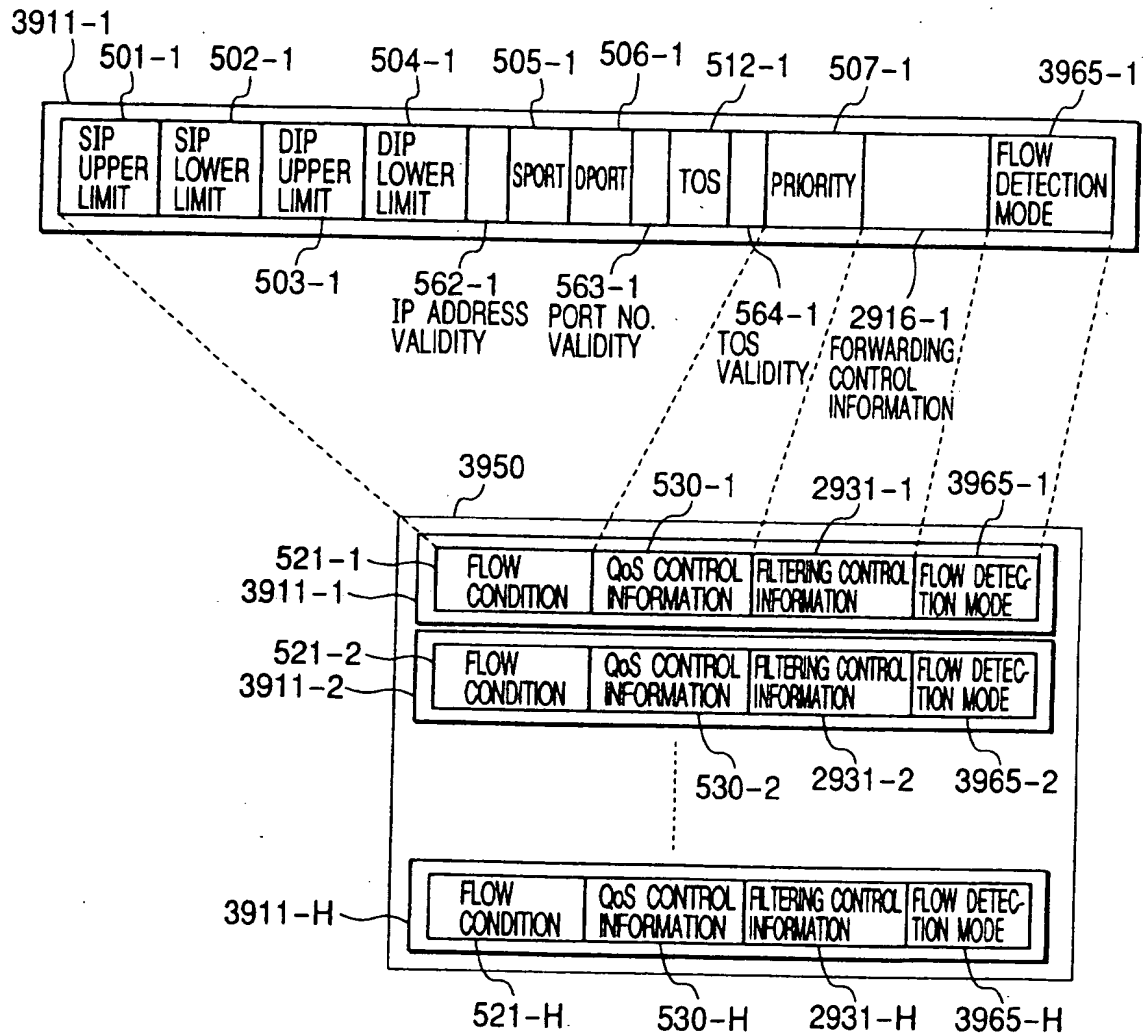 3911-1
501-1 502-1 504-1 505-1 506-1 512-1 507-1 3965-1
SIP UPPER LIMIT
SIP LOWER LIMIT
DIP UPPER LIMIT
DIP LOWER LIMIT
SPORT
DPORT
TOS
PRIORITY
FLOW DETECTION MODE
503-1
562-1
IP ADDRESS
VALIDITY
563-1
PORT NO.
VALIDITY
564-1
TOS
VALIDITY
2916-1
FORWARDING
CONTROL
INFORMATION
3950
530-1 2931-1 3965-1
521-1
3911-1
FLOW CONDITION
QoS CONTROL INFORMATION
FILTERING CONTROL INFORMATION
FLOW DETEC-TION MODE
521-2
3911-2
FLOW CONDITION
QoS CONTROL INFORMATION
FILTERING CONTROL INFORMATION
FLOW DETEC-TION MODE
530-2 2931-2 3965-2
3911-H
FLOW CONDITION
QoS CONTROL INFORMATION
FILTERING CONTROL INFORMATION
FLOW DETEC-TION MODE
521-H 530-H 2931-H 3965-H